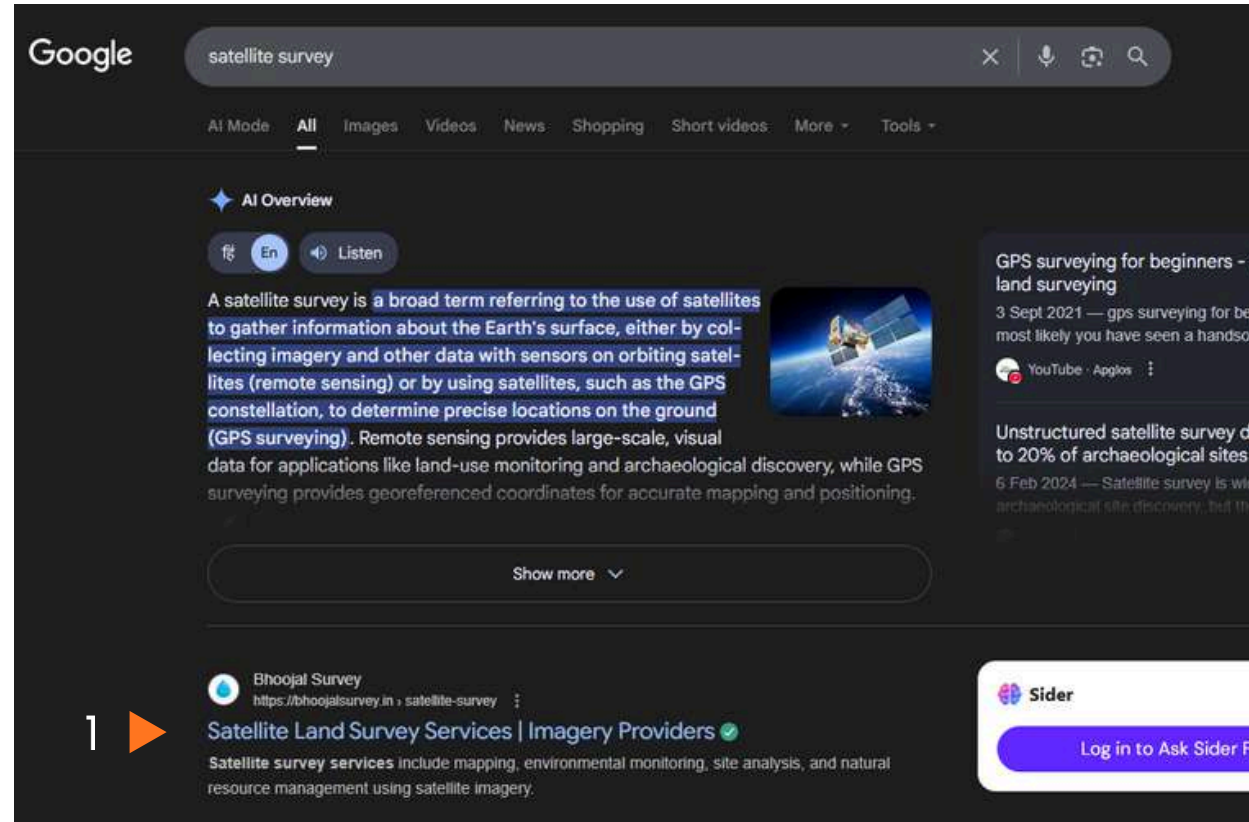 Google
satellite survey
AI Mode All Images Videos News Shopping Short videos More Tools
AI Overview
हिं En Listen
A satellite survey is a broad term referring to the use of satellites
to gather information about the Earth's surface, either by col-
lecting imagery and other data with sensors on orbiting satel-
lites (remote sensing) or by using satellites, such as the GPS
constellation, to determine precise locations on the ground
(GPS surveying). Remote sensing provides large-scale, visual
data for applications like land-use monitoring and archaeological discovery, while GPS
surveying provides georeferenced coordinates for accurate mapping and positioning.
Show more
GPS surveying for beginners -
land surveying
3 Sept 2021 — gps surveying for be
most likely you have seen a handso
YouTube · Apglos
Unstructured satellite survey d
to 20% of archaeological sites
6 Feb 2024 — Satellite survey is wi
archaeological site discovery, but th
Bhoojal Survey
https://bhoojalsurvey.in › satellite-survey
1
Satellite Land Survey Services | Imagery Providers
Satellite survey services include mapping, environmental monitoring, site analysis, and natural
resource management using satellite imagery.
Sider
Log in to Ask Sider F